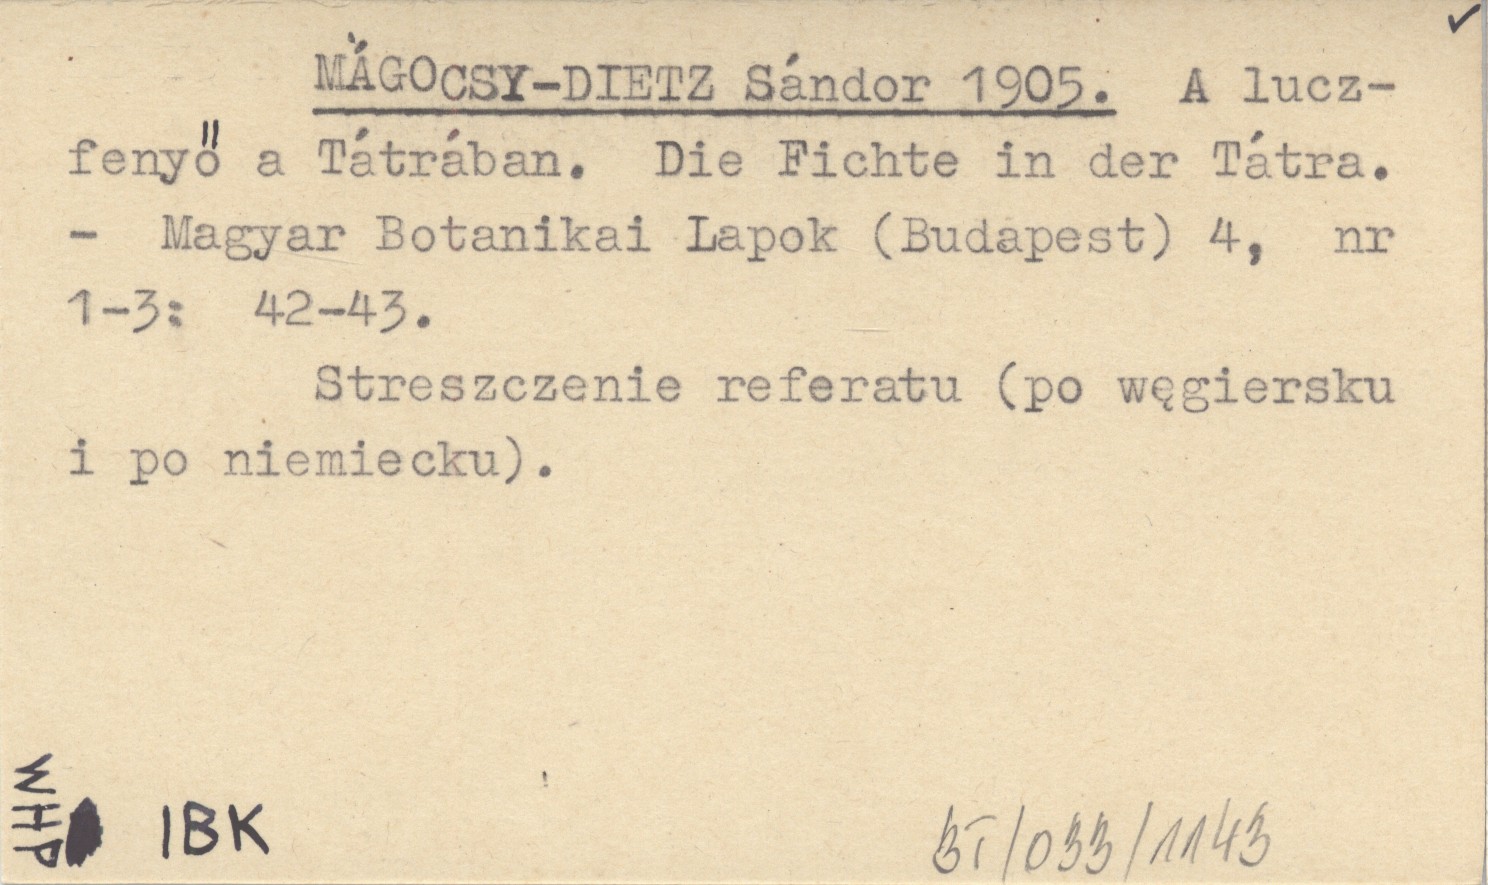 MÁGOCSY-DIETZ Sándor 1905. A lucz-
fenyő a Tátrában. Die Fichte in der Tátra.
- Magyar Botanikai Lapok (Budapest) 4, nr
1-3: 42-43.
Streszczenie referatu (po węgiersku
i po niemiecku).
WHP
IBK
BT/033/1143